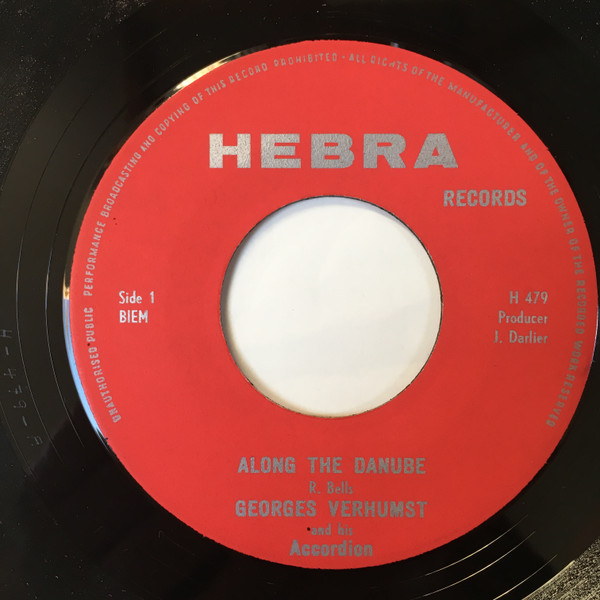 UNAUTHORISED PUBLIC PERFORMANCE BROADCASTING AND COPYING OF THIS RECORD PROHIBITED · ALL RIGHTS OF THE MANUFACTURER AND OF THE OWNER OF THE RECORDED WORK RESERVED
HEBRA
RECORDS
Side 1
BIEM
H 479
Producer
J. Darlier
ALONG THE DANUBE
R. Bells
GEORGES VERHUMST
and his
Accordion